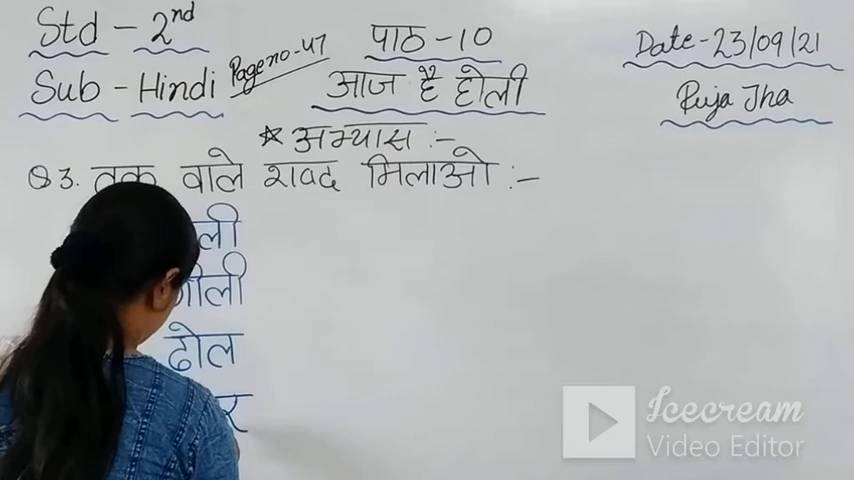 Std - 2nd
Sub - Hindi
Page no - 47
पाठ - 10
आज है होली
Date - 23/09/21
Puja Jha
★ अभ्यास :-
Q 3. तुक वाले शब्द मिलाओ :-
ढोल
Icecream
Video Editor